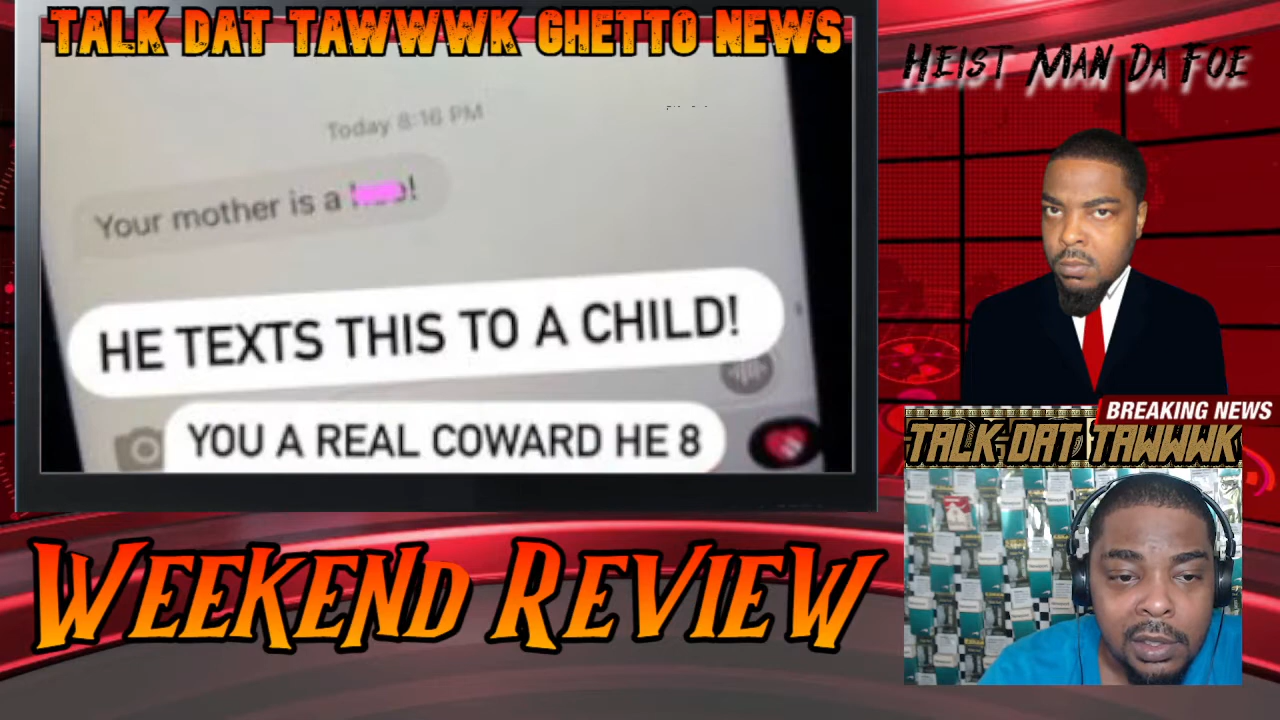 TALK DAT TAWWWK GHETTO NEWS
HEIST MAN DA FOE
Today 8:16 PM
Your mother is a
HE TEXTS THIS TO A CHILD!
YOU A REAL COWARD HE 8
BREAKING NEWS
TALK DAT TAWWWK
WEEKEND REVIEW